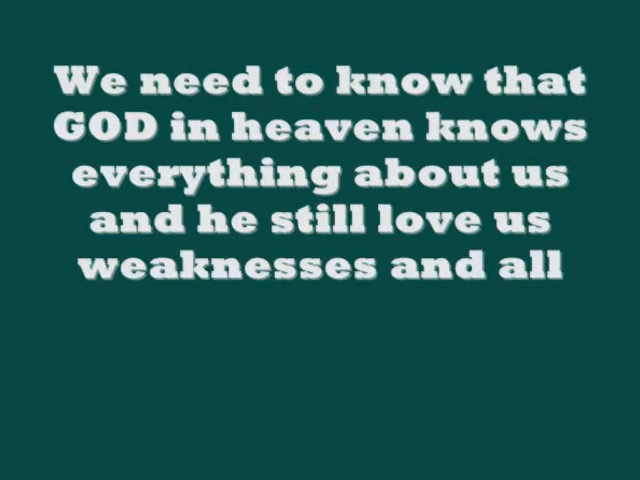 We need to know that
GOD in heaven knows
everything about us
and he still love us
weaknesses and all